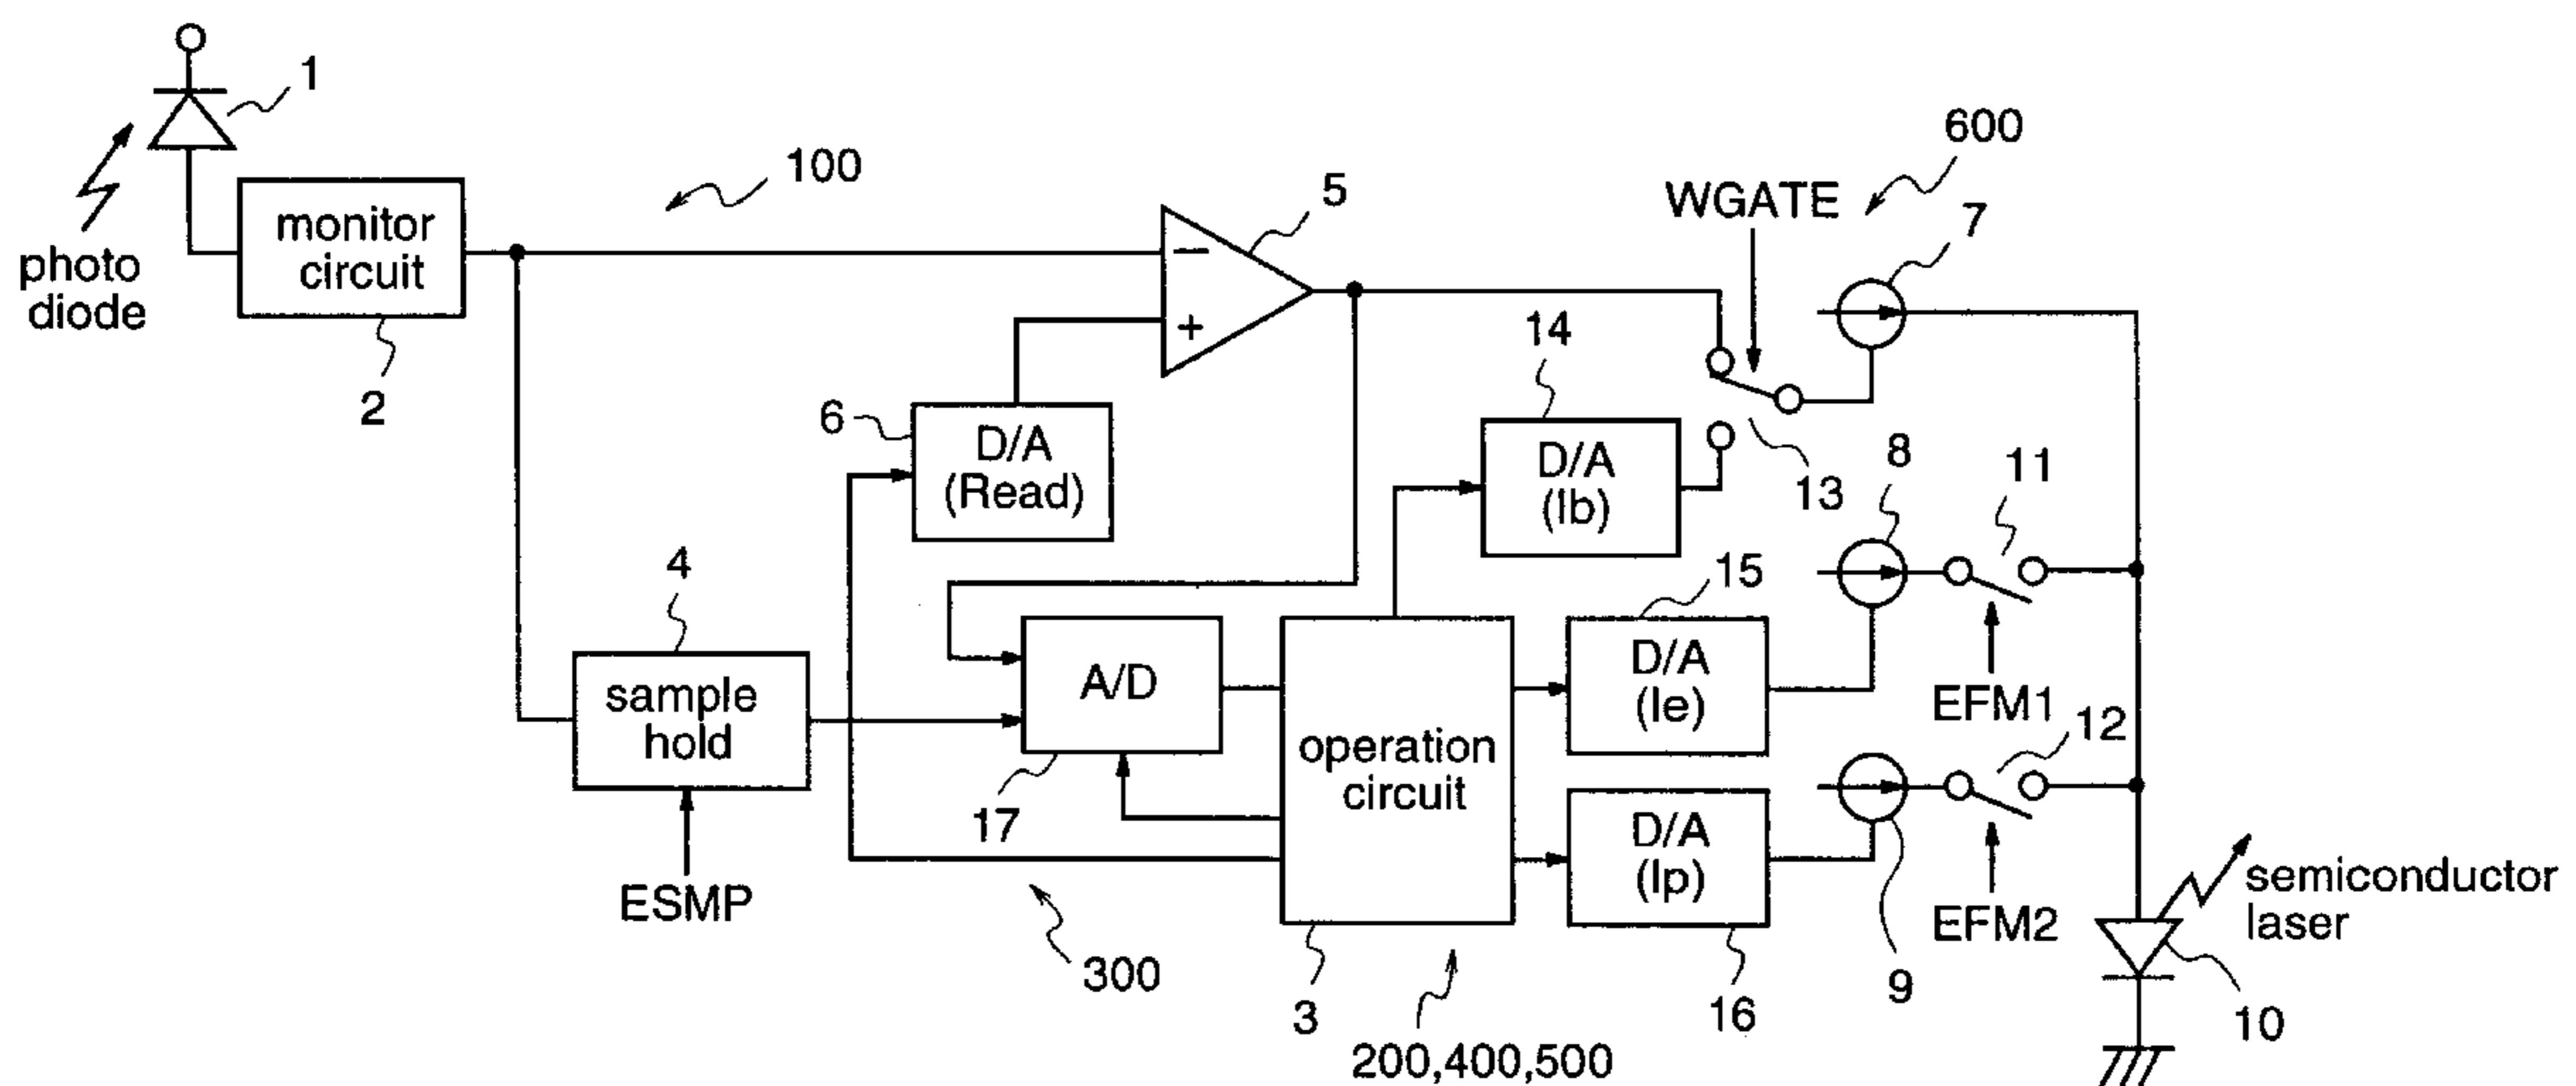 1
photo
diode
monitor
circuit
2
100
5
−
+
6
D/A
(Read)
WGATE
600
7
14
D/A
(Ib)
13
8
11
4
sample
hold
ESMP
A/D
17
300
operation
circuit
3
200,400,500
15
D/A
(Ie)
EFM1
12
D/A
(Ip)
16
9
EFM2
semiconductor
laser
10